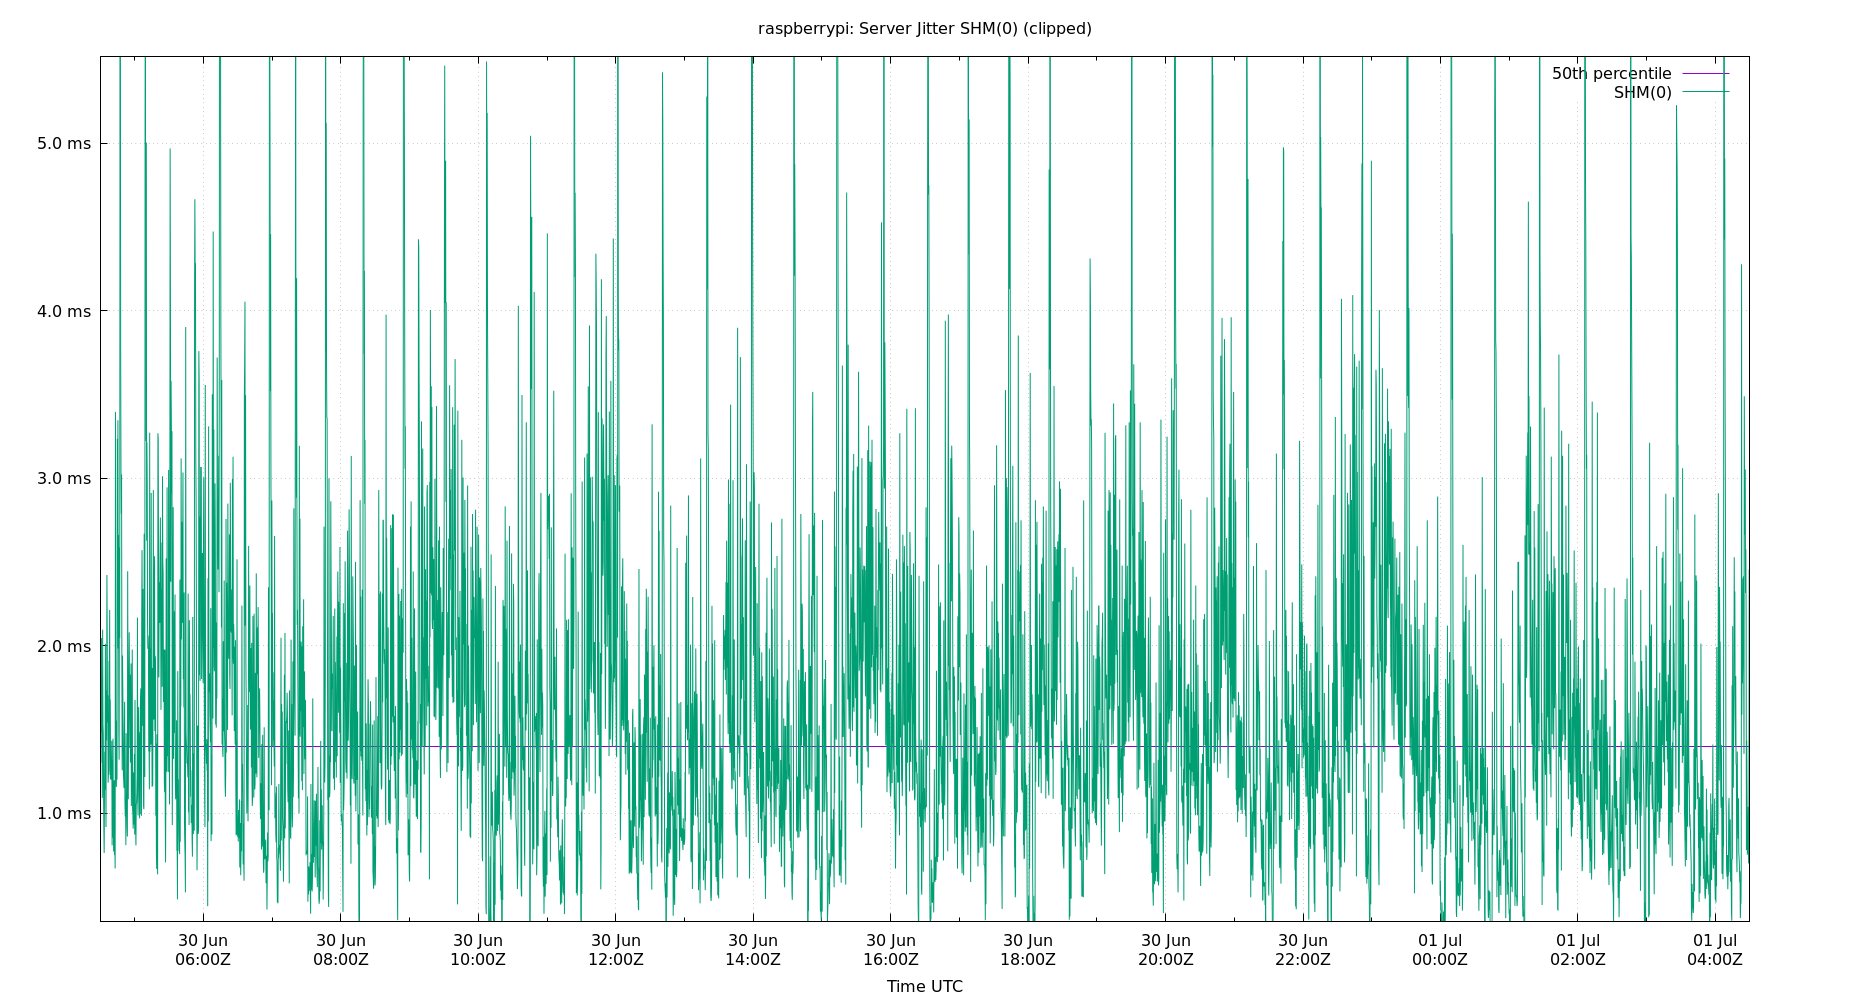 raspberrypi: Server Jitter SHM(0) (clipped)
50th percentile
SHM(0)
5.0 ms
4.0 ms
3.0 ms
2.0 ms
1.0 ms
30 Jun 30 Jun 30 Jun 30 Jun 30 Jun 30 Jun 30 Jun 30 Jun 30 Jun 01 Jul 01 Jul 01 Jul
06:00Z 08:00Z 10:00Z 12:00Z 14:00Z 16:00Z 18:00Z 20:00Z 22:00Z 00:00Z 02:00Z 04:00Z
Time UTC